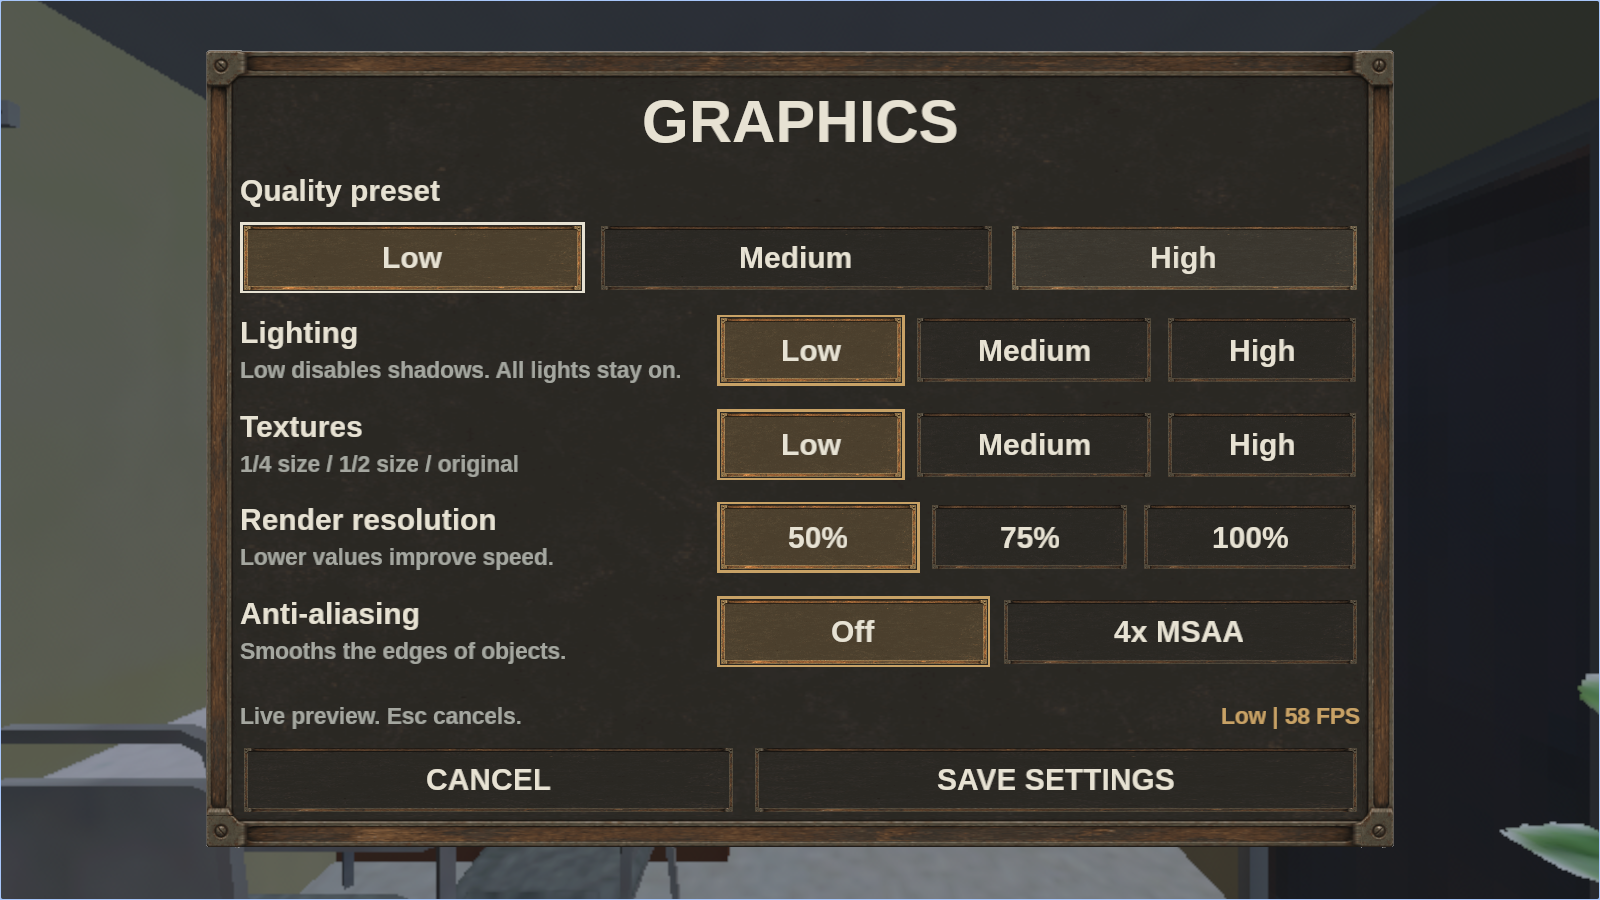 GRAPHICS
Quality preset
Low Medium High
Lighting
Low disables shadows. All lights stay on.
Low Medium High
Textures
1/4 size / 1/2 size / original
Low Medium High
Render resolution
Lower values improve speed.
50% 75% 100%
Anti-aliasing
Smooths the edges of objects.
Off 4x MSAA
Live preview. Esc cancels.
Low | 58 FPS
CANCEL SAVE SETTINGS